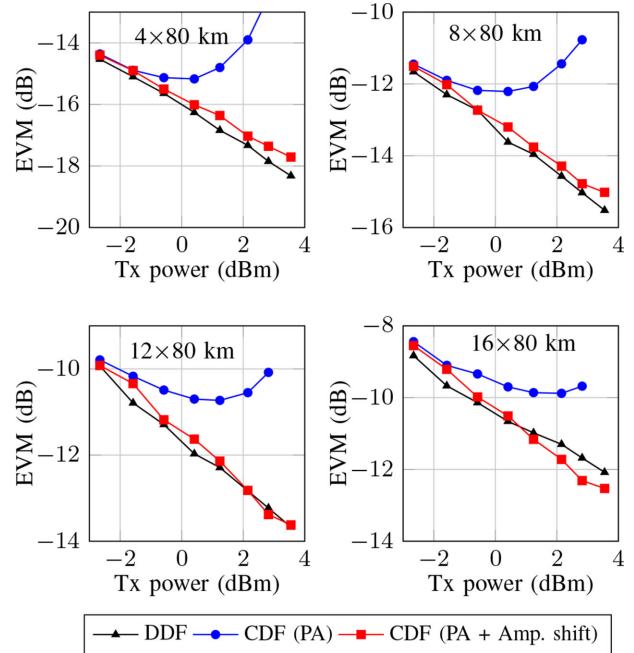 4×80 km
−14
−16
−18
−20
EVM (dB)
−2 0 2 4
Tx power (dBm)
8×80 km
−10
−12
−14
−16
EVM (dB)
−2 0 2 4
Tx power (dBm)
12×80 km
−10
−12
−14
EVM (dB)
−2 0 2 4
Tx power (dBm)
16×80 km
−8
−10
−12
−14
EVM (dB)
−2 0 2 4
Tx power (dBm)
DDF CDF (PA) CDF (PA + Amp. shift)